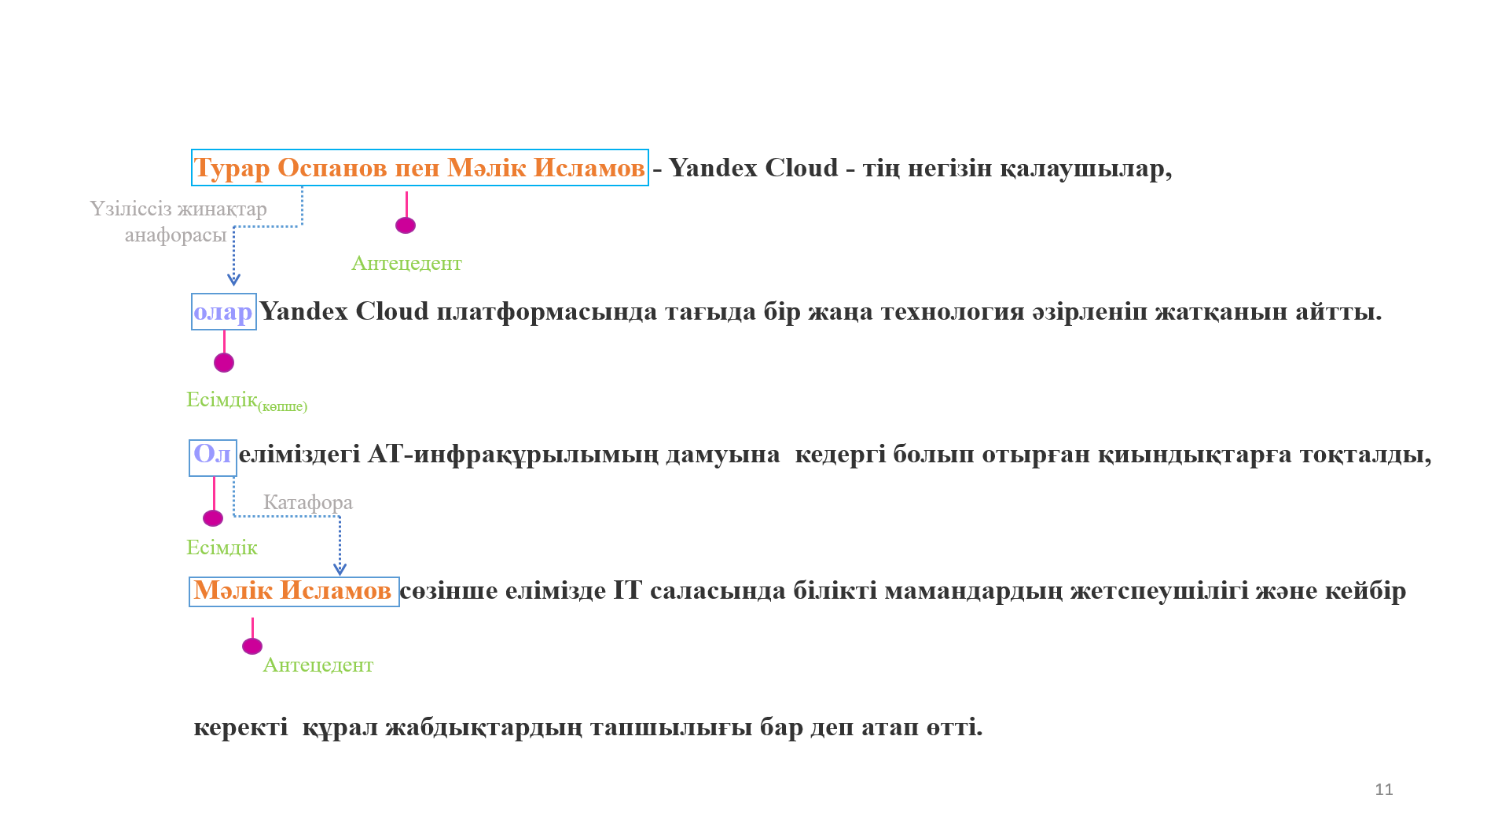 Турар Оспанов пен Мәлік Исламов - Yandex Cloud - тің негізін қалаушылар,
Үзіліссіз жинақтар
анафорасы
Антецедент
олар Yandex Cloud платформасында тағыда бір жаңа технология әзірленіп жатқанын айтты.
Есімдік(көпше)
Ол еліміздегі АТ-инфрақұрылымың дамуына кедергі болып отырған қиындықтарға тоқталды,
Катафора
Есімдік
Мәлік Исламов сөзінше елімізде IT саласында білікті мамандардың жетспеушілігі және кейбір
Антецедент
керекті құрал жабдықтардың тапшылығы бар деп атап өтті.
11